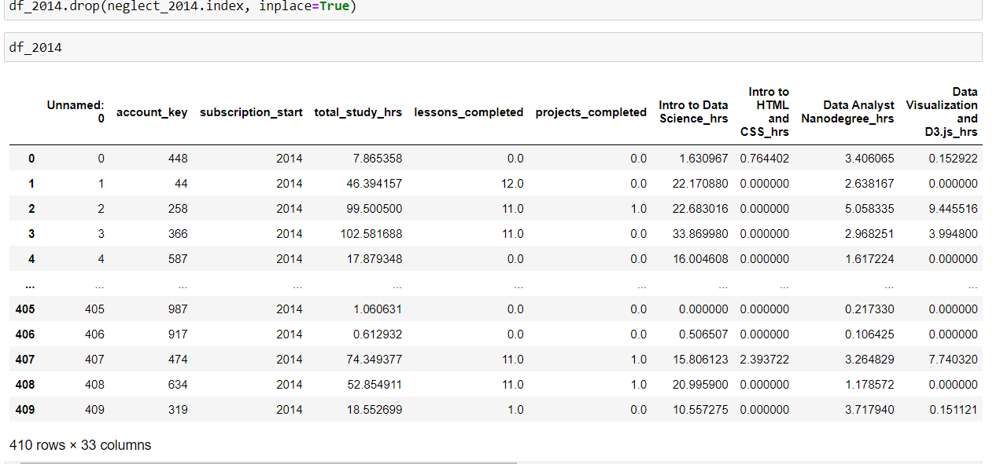 df_2014.drop(neglect_2014.index, inplace=True)
df_2014
Unnamed: 0 account_key subscription_start total_study_hrs lessons_completed projects_completed Intro to Data Science_hrs Intro to HTML and CSS_hrs Data Analyst Nanodegree_hrs Data Visualization and D3.js_hrs
0 0 448 2014 7.865358 0.0 0.0 1.630967 0.764402 3.406065 0.152922
1 1 44 2014 46.394157 12.0 0.0 22.170880 0.000000 2.638167 0.000000
2 2 258 2014 99.500500 11.0 1.0 22.683016 0.000000 5.058335 9.445516
3 3 366 2014 102.581688 11.0 0.0 33.869980 0.000000 2.968251 3.994800
4 4 587 2014 17.879348 0.0 0.0 16.004608 0.000000 1.617224 0.000000
... ... ... ... ... ... ... ... ... ... ...
405 405 987 2014 1.060631 0.0 0.0 0.000000 0.000000 0.217330 0.000000
406 406 917 2014 0.612932 0.0 0.0 0.506507 0.000000 0.106425 0.000000
407 407 474 2014 74.349377 11.0 1.0 15.806123 2.393722 3.264829 7.740320
408 408 634 2014 52.854911 11.0 1.0 20.995900 0.000000 1.178572 0.000000
409 409 319 2014 18.552699 1.0 0.0 10.557275 0.000000 3.717940 0.151121
410 rows × 33 columns